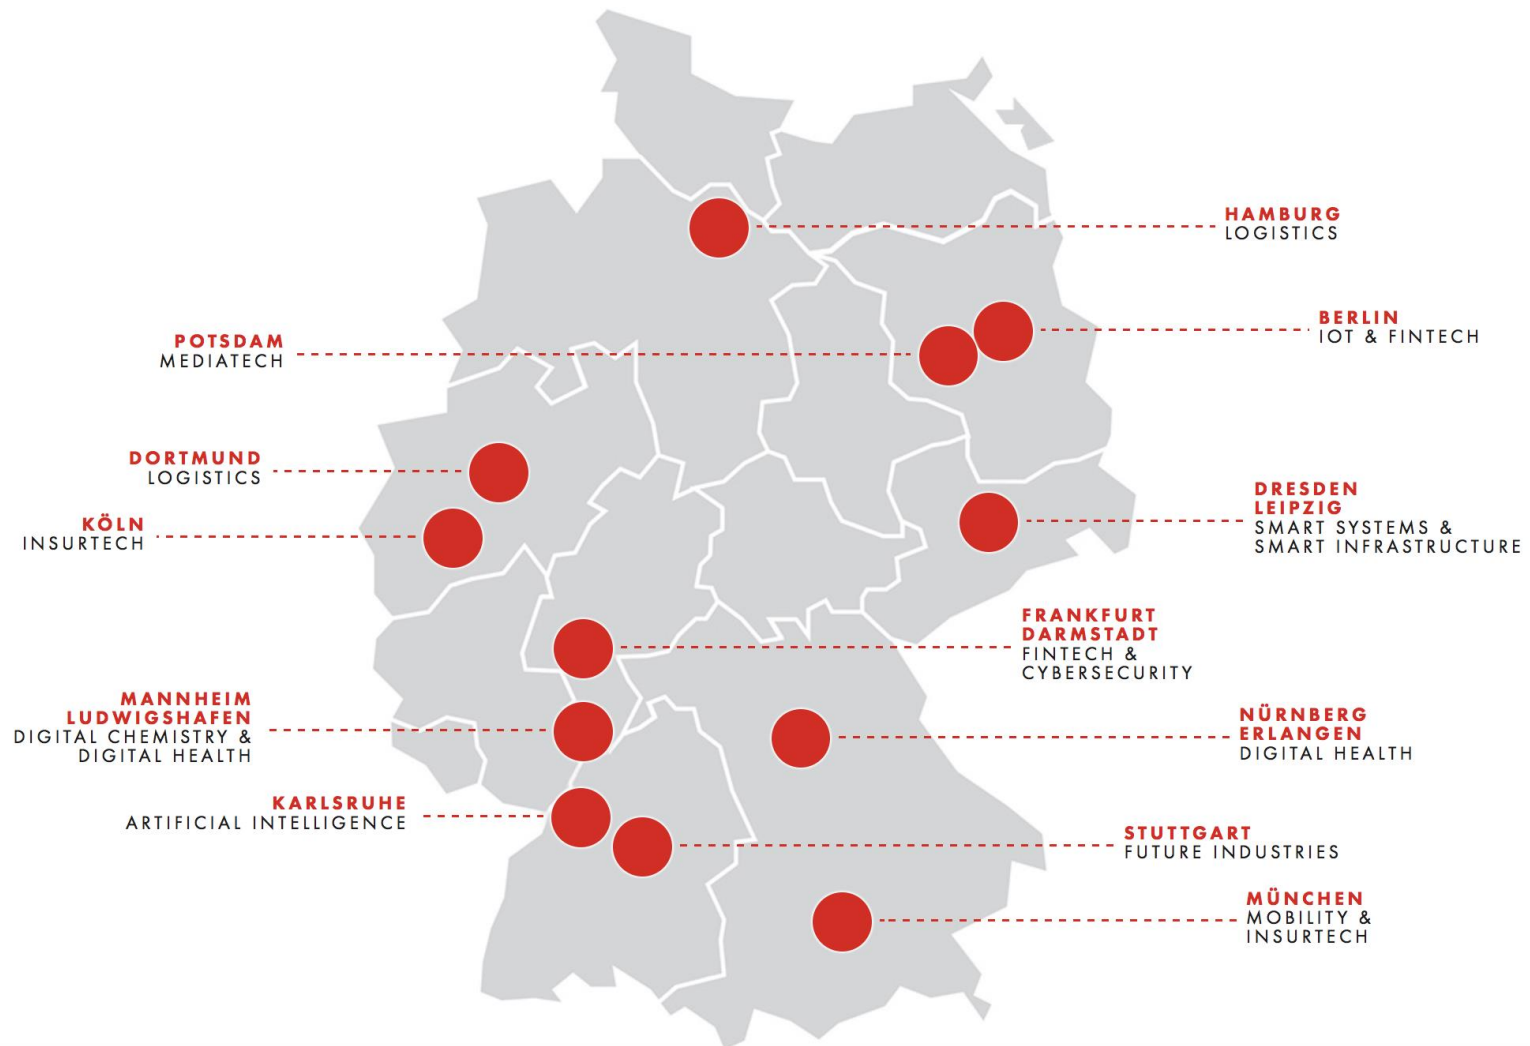 HAMBURG
LOGISTICS
BERLIN
IOT & FINTECH
POTSDAM
MEDIATECH
DORTMUND
LOGISTICS
KÖLN
INSURTECH
DRESDEN
LEIPZIG
SMART SYSTEMS &
SMART INFRASTRUCTURE
FRANKFURT
DARMSTADT
FINTECH &
CYBERSECURITY
MANNHEIM
LUDWIGSHAFEN
DIGITAL CHEMISTRY &
DIGITAL HEALTH
NÜRNBERG
ERLANGEN
DIGITAL HEALTH
KARLSRUHE
ARTIFICIAL INTELLIGENCE
STUTTGART
FUTURE INDUSTRIES
MÜNCHEN
MOBILITY &
INSURTECH